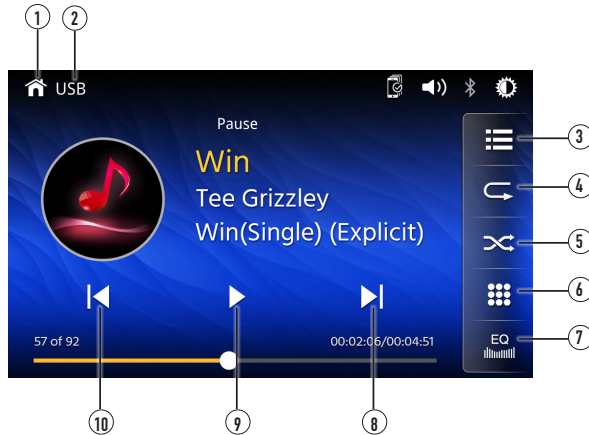 1 2
USB
Pause
Win
Tee Grizzley
Win(Single) (Explicit)
57 of 92
00:02:06/00:04:51
EQ
3
4
5
6
7
10 9 8